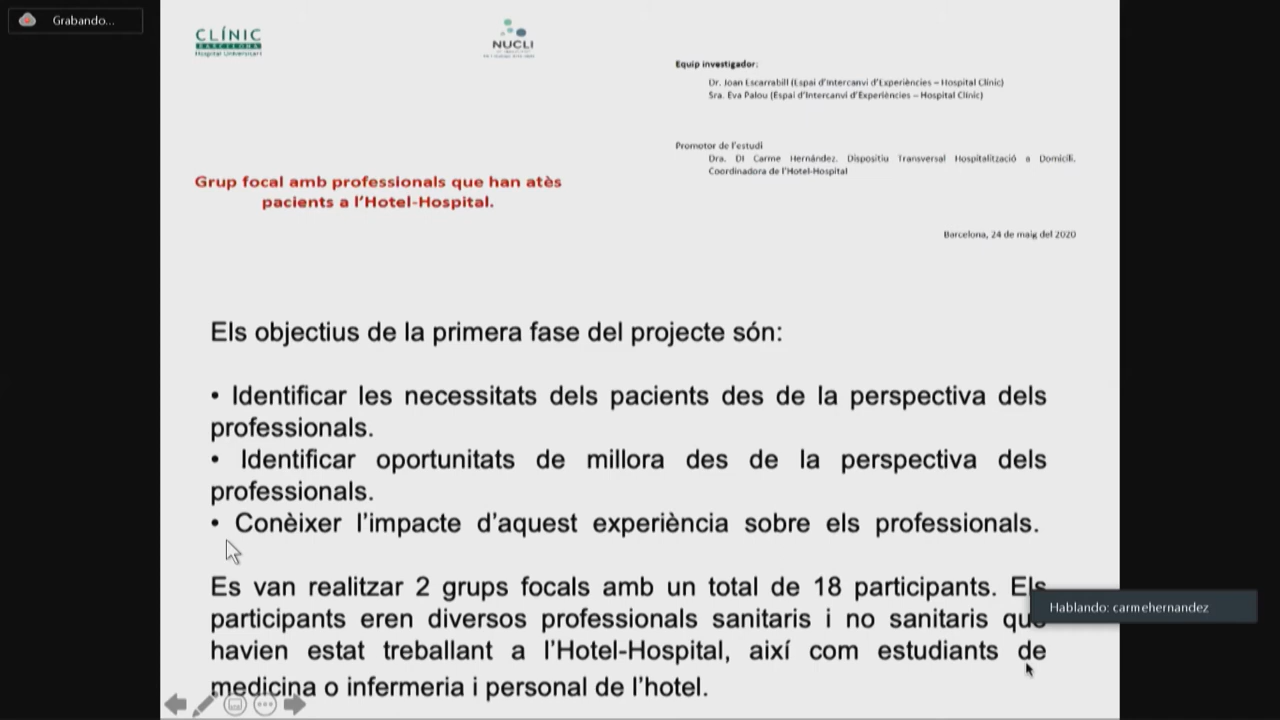 Grabando...
CLÍNIC
BARCELONA
Hospital Universitari
NUCLI
Equip investigador:
Dr. Joan Escarrabill (Espai d'Intercanvi d'Experiències – Hospital Clínic)
Sra. Eva Palou (Espai d'Intercanvi d'Experiències – Hospital Clínic)
Promotor de l'estudi
Dra. DI Carme Hernández. Dispositiu Transversal Hospitalització a Domicili.
Coordinadora de l'Hotel-Hospital
Grup focal amb professionals que han atès
pacients a l'Hotel-Hospital.
Barcelona, 24 de maig del 2020
Els objectius de la primera fase del projecte són:
• Identificar les necessitats dels pacients des de la perspectiva dels
professionals.
• Identificar oportunitats de millora des de la perspectiva dels
professionals.
• Conèixer l'impacte d'aquest experiència sobre els professionals.
Es van realitzar 2 grups focals amb un total de 18 participants. Els
participants eren diversos professionals sanitaris i no sanitaris que
havien estat treballant a l'Hotel-Hospital, així com estudiants de
medicina o infermeria i personal de l'hotel.
Hablando: carmehernandez